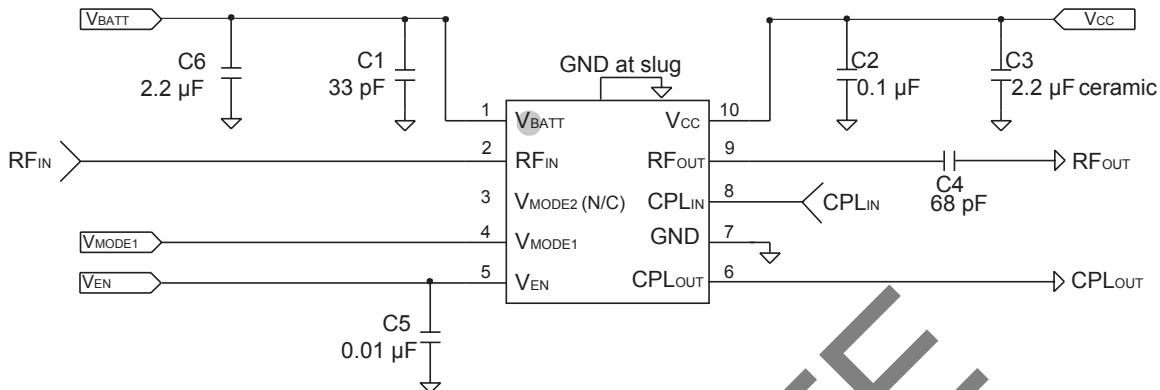 VBATT
VCC
C6
2.2 µF
C1
33 pF
GND at slug
C2
0.1 µF
C3
2.2 µF ceramic
1
VBATT
VCC
10
RFIN
2
RFIN
RFOUT
9
C4
68 pF
RFOUT
3
VMODE2 (N/C)
CPLIN
8
CPLIN
VMODE1
4
VMODE1
GND
7
VEN
5
VEN
CPLOUT
6
CPLOUT
C5
0.01 µF